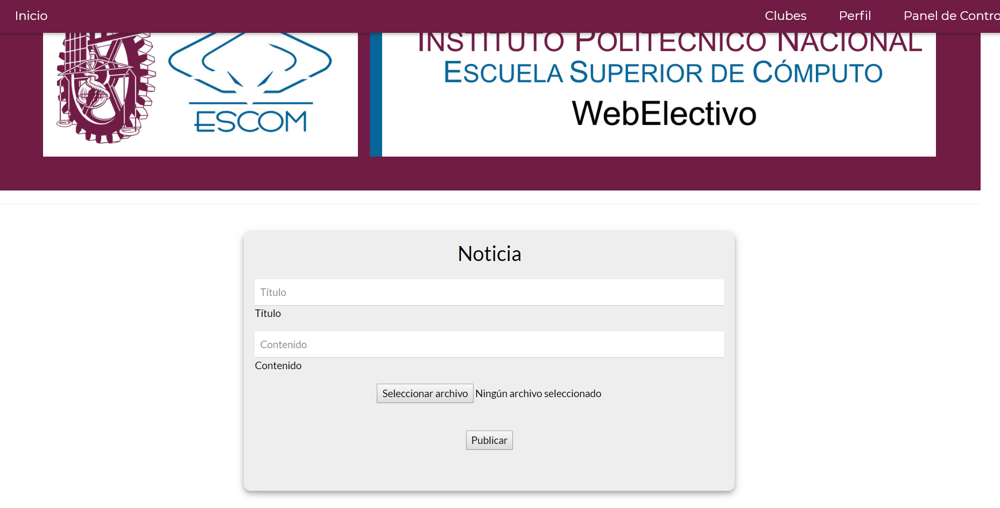 Inicio Clubes Perfil Panel de Contro
INSTITUTO POLITÉCNICO NACIONAL
ESCUELA SUPERIOR DE CÓMPUTO
WebElectivo
ESCOM
Noticia
Título
Título
Contenido
Contenido
Seleccionar archivo Ningún archivo seleccionado
Publicar